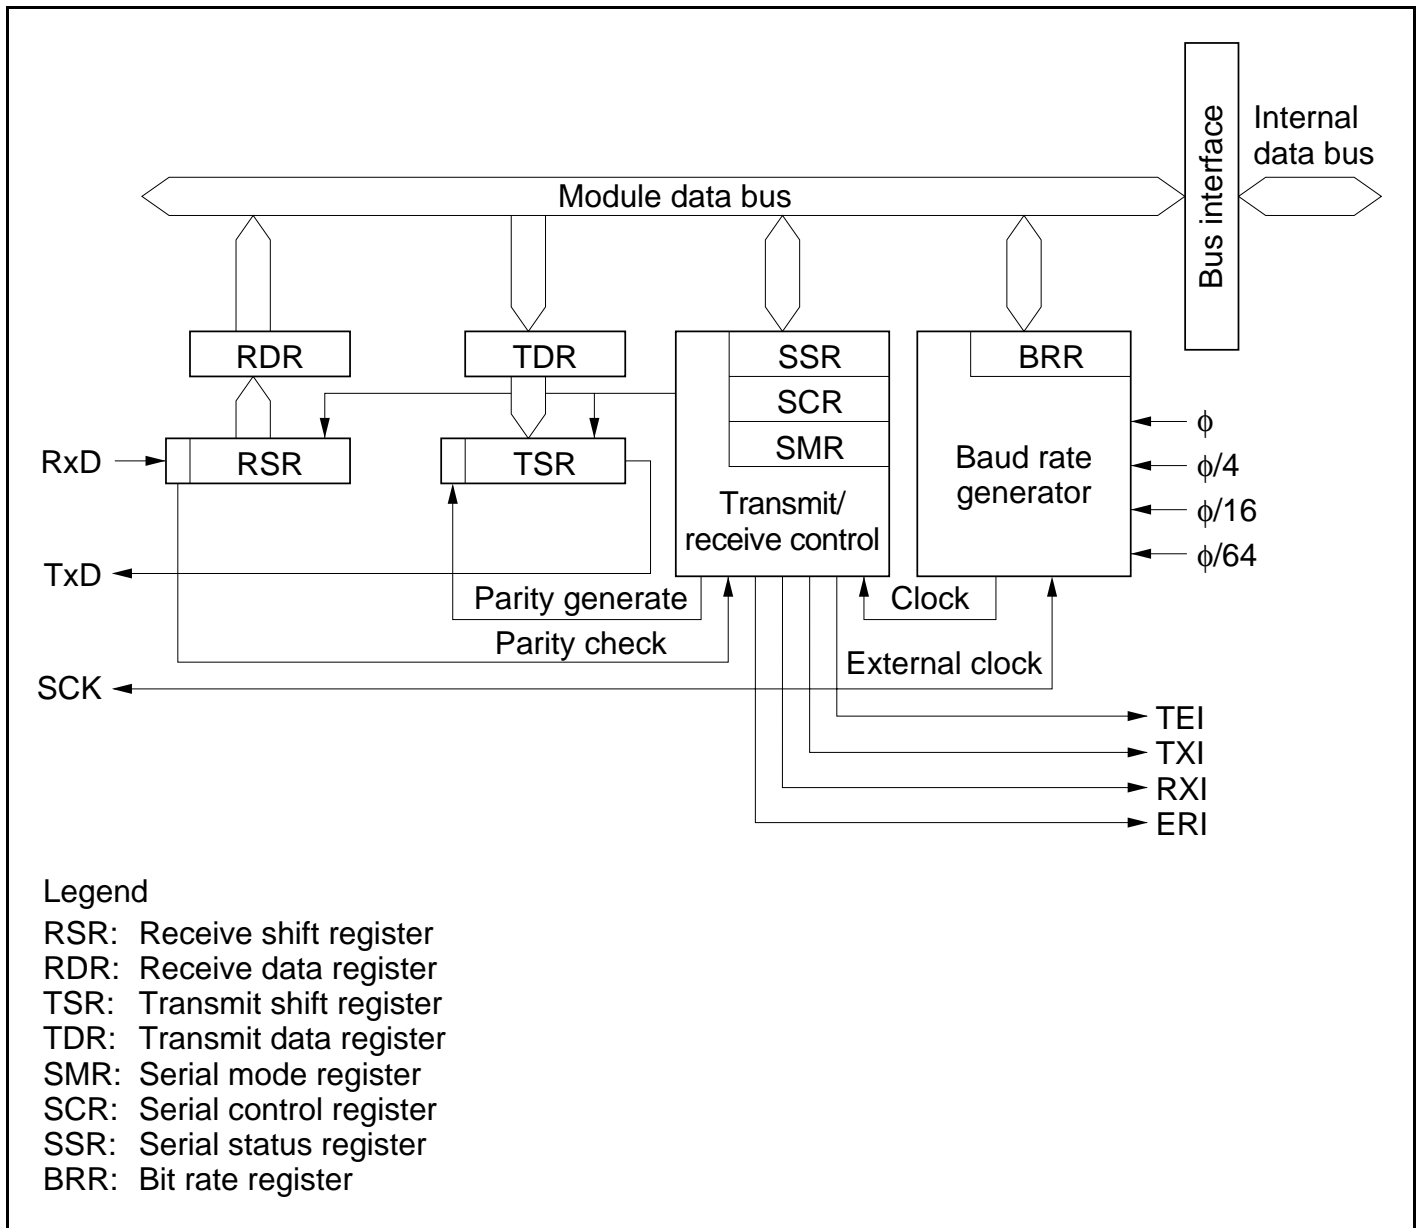 Internal
data bus
Bus interface
Module data bus
RDR
TDR
SSR
BRR
SCR
SMR
RxD
RSR
TSR
Baud rate
generator
ϕ
ϕ/4
ϕ/16
ϕ/64
Transmit/
receive control
TxD
Parity generate
Clock
Parity check
External clock
SCK
TEI
TXI
RXI
ERI
Legend
RSR: Receive shift register
RDR: Receive data register
TSR: Transmit shift register
TDR: Transmit data register
SMR: Serial mode register
SCR: Serial control register
SSR: Serial status register
BRR: Bit rate register